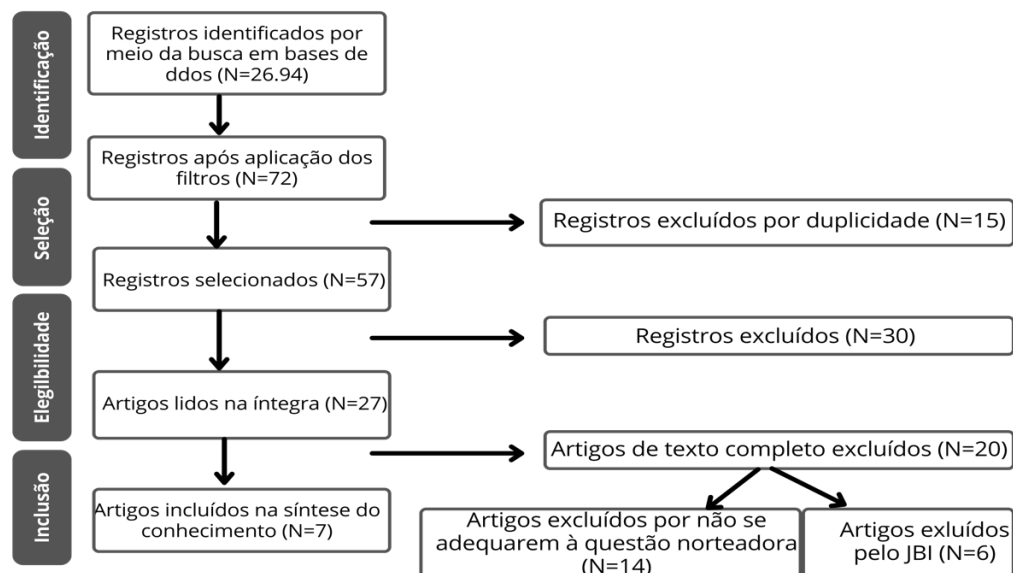 Identificação
Registros identificados por
meio da busca em bases de
ddos (N=26.94)
Registros após aplicação dos
filtros (N=72)
Seleção
Registros excluídos por duplicidade (N=15)
Registros selecionados (N=57)
Elegilbilidade
Registros excluídos (N=30)
Artigos lidos na íntegra (N=27)
Artigos de texto completo excluídos (N=20)
Inclusão
Artigos incluídos na síntese do
conhecimento (N=7)
Artigos excluídos por não se
adequarem à questão norteadora
(N=14)
Artigos exluídos
pelo JBI (N=6)